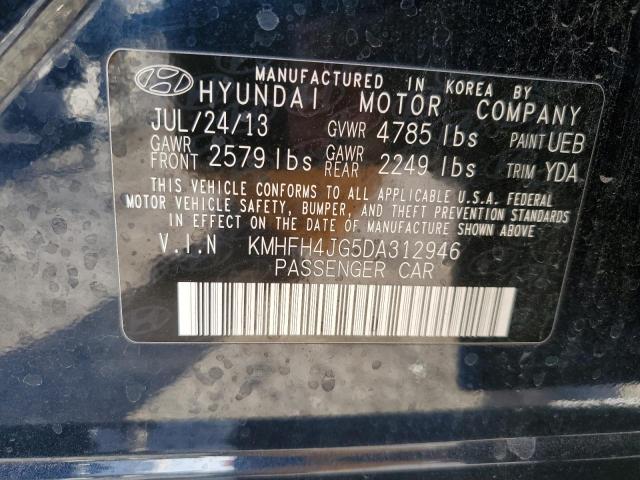 MANUFACTURED IN KOREA BY
HYUNDAI MOTOR COMPANY
JUL/24/13 GVWR 4785 lbs PAINT UEB
GAWR FRONT 2579 lbs GAWR REAR 2249 lbs TRIM YDA
THIS VEHICLE CONFORMS TO ALL APPLICABLE U.S.A. FEDERAL
MOTOR VEHICLE SAFETY, BUMPER, AND THEFT PREVENTION STANDARDS
IN EFFECT ON THE DATE OF MANUFACTURE SHOWN ABOVE.
V.I.N KMHFH4JG5DA312946
PASSENGER CAR